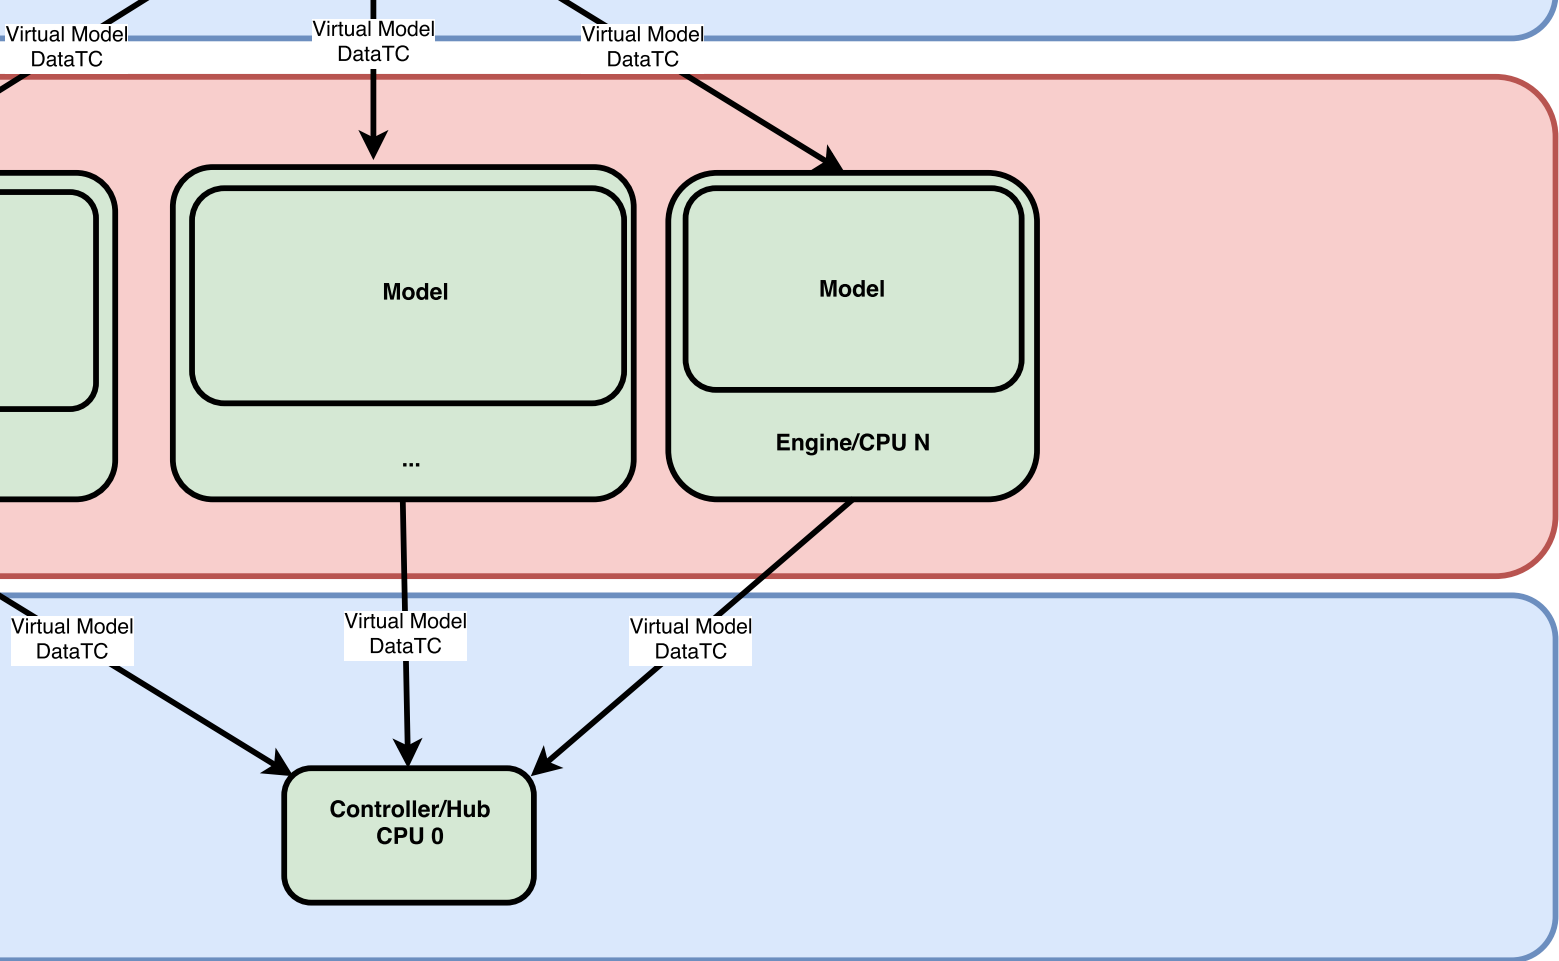 Virtual Model
DataTC
Virtual Model
DataTC
Virtual Model
DataTC
Model
Model
...
Engine/CPU N
Virtual Model
DataTC
Virtual Model
DataTC
Virtual Model
DataTC
Controller/Hub
CPU 0